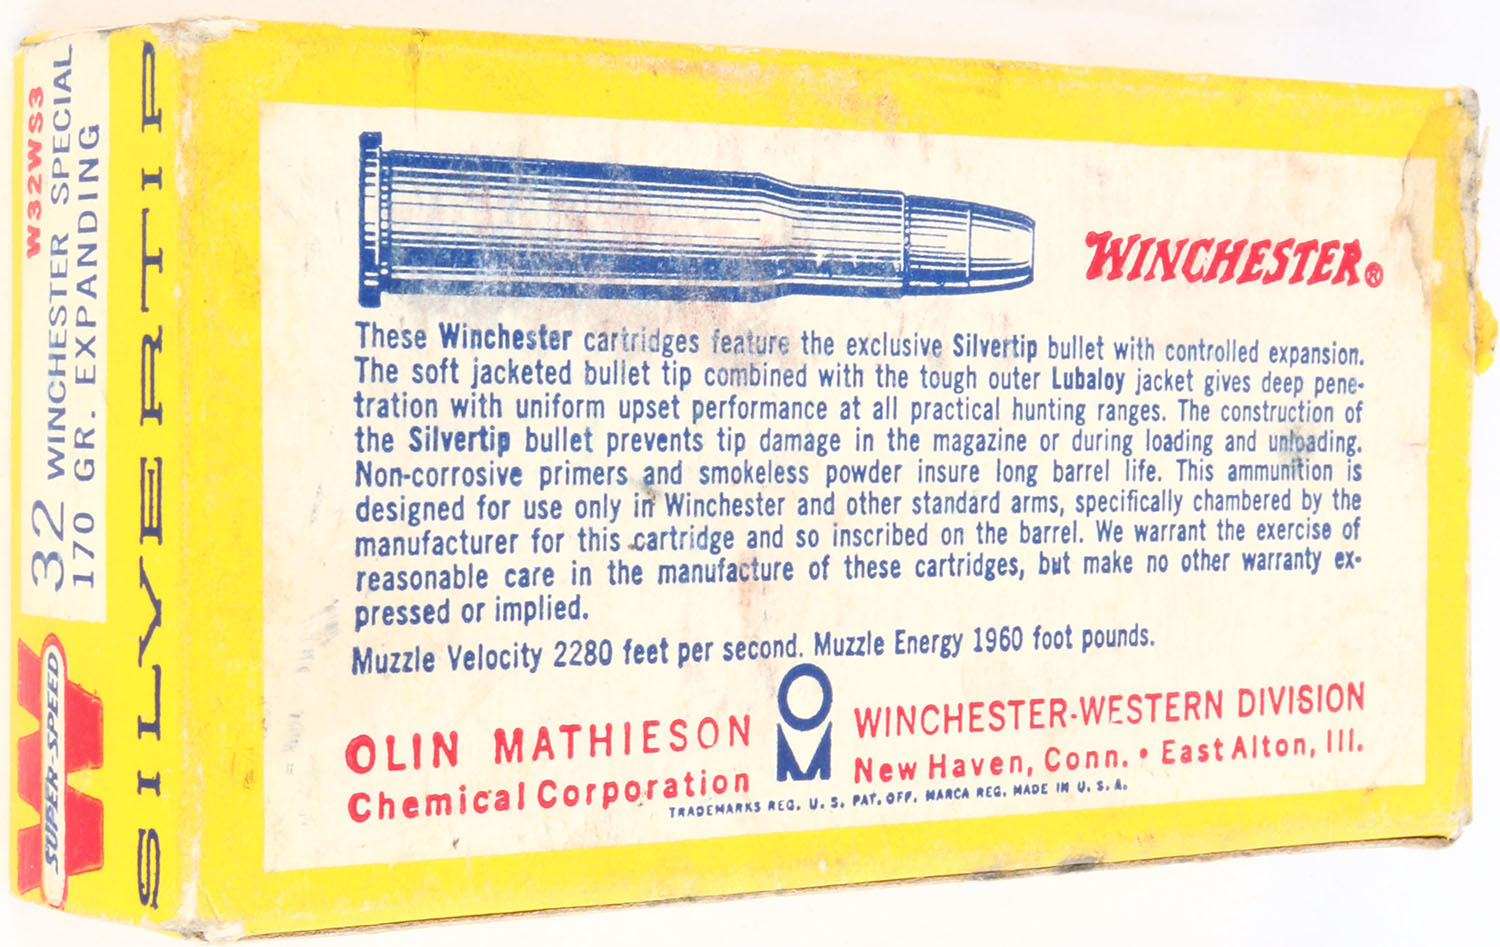 W32WS3
32 WINCHESTER SPECIAL
170 GR. EXPANDING
SILVERTIP
W
SUPER-SPEED
WINCHESTER®
These Winchester cartridges feature the exclusive Silvertip bullet with controlled expansion.
The soft jacketed bullet tip combined with the tough outer Lubaloy jacket gives deep pene-
tration with uniform upset performance at all practical hunting ranges. The construction of
the Silvertip bullet prevents tip damage in the magazine or during loading and unloading.
Non-corrosive primers and smokeless powder insure long barrel life. This ammunition is
designed for use only in Winchester and other standard arms, specifically chambered by the
manufacturer for this cartridge and so inscribed on the barrel. We warrant the exercise of
reasonable care in the manufacture of these cartridges, but make no other warranty ex-
pressed or implied.
Muzzle Velocity 2280 feet per second. Muzzle Energy 1960 foot pounds.
OLIN MATHIESON
Chemical Corporation
OM
WINCHESTER-WESTERN DIVISION
New Haven, Conn. • East Alton, Ill.
TRADEMARKS REG. U. S. PAT. OFF. MARCA REG. MADE IN U. S. A.